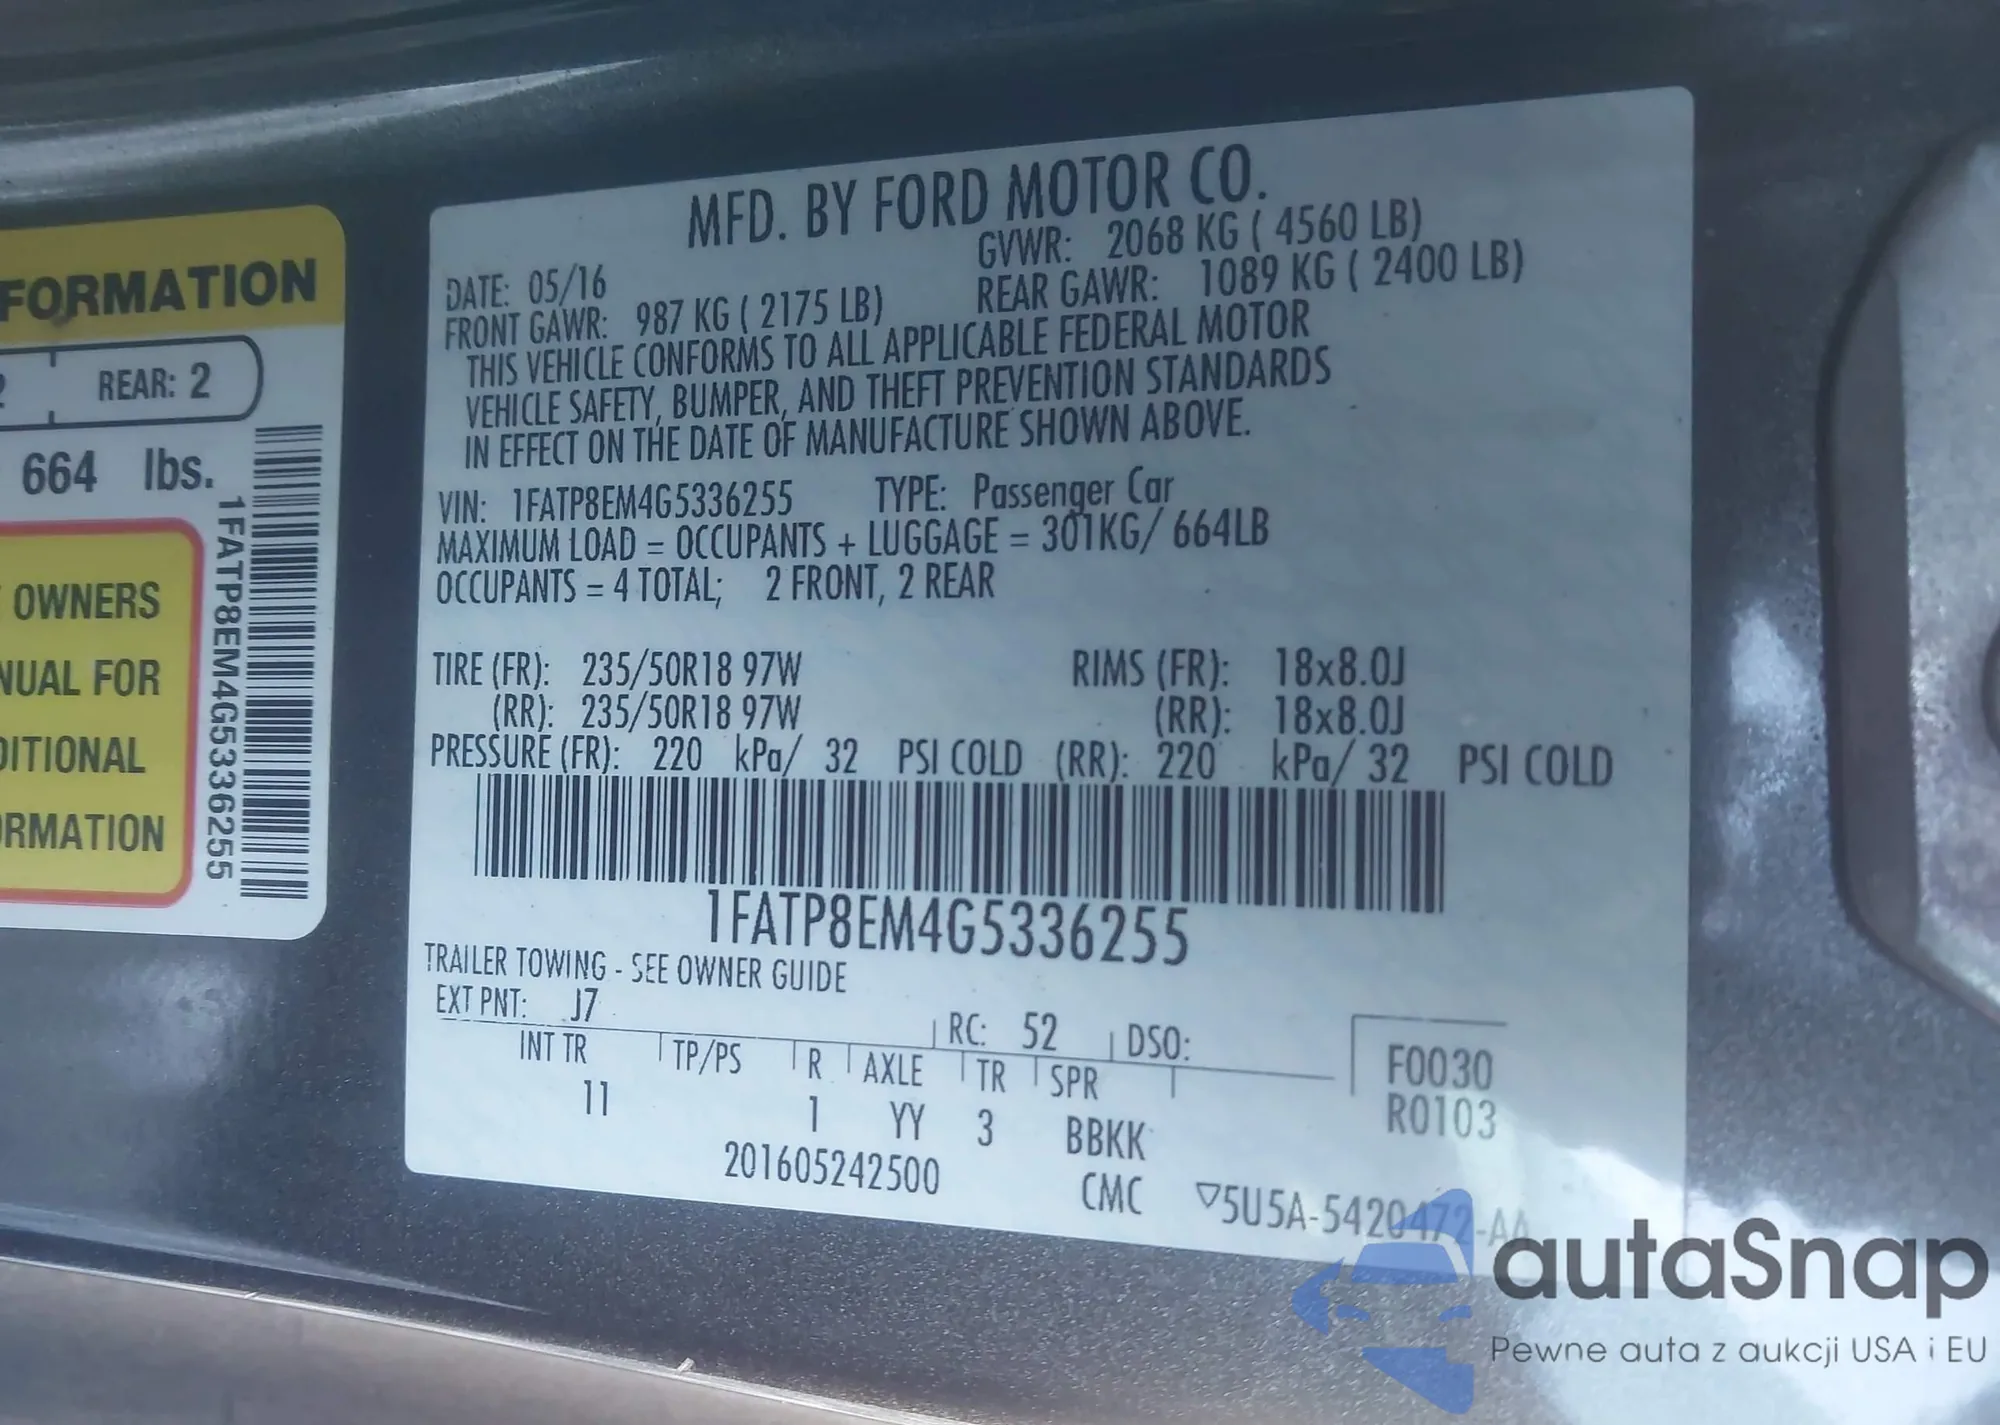 FORMATION
REAR: 2
664 lbs.
OWNERS
FOR
1FATP8EM4G5336255
MFD. BY FORD MOTOR CO.
DATE: 05/16 GVWR: 2068 KG ( 4560 LB)
FRONT GAWR: 987 KG ( 2175 LB) REAR GAWR: 1089 KG ( 2400 LB)
THIS VEHICLE CONFORMS TO ALL APPLICABLE FEDERAL MOTOR
VEHICLE SAFETY, BUMPER, AND THEFT PREVENTION STANDARDS
IN EFFECT ON THE DATE OF MANUFACTURE SHOWN ABOVE.
VIN: 1FATP8EM4G5336255 TYPE: Passenger Car
MAXIMUM LOAD = OCCUPANTS + LUGGAGE = 301KG/ 664LB
OCCUPANTS = 4 TOTAL; 2 FRONT, 2 REAR
TIRE (FR): 235/50R18 97W RIMS (FR): 18x8.0J
(RR): 235/50R18 97W (RR): 18x8.0J
PRESSURE (FR): 220 kPa/ 32 PSI COLD (RR): 220 kPa/ 32 PSI COLD
1FATP8EM4G5336255
TRAILER TOWING - SEE OWNER GUIDE
EXT PNT: J7 RC: 52 DSO:
INT TR TP/PS R AXLE TR SPR F0030
11 1 YY 3 BBKK R0103
201605242500 CMC ▽5U5A-5420472-AA
autaSnap
Pewne auta z aukcji USA i EU